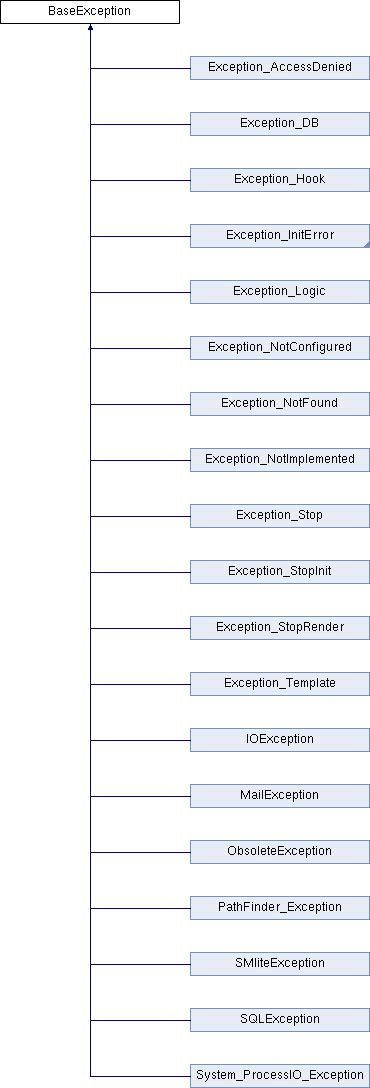 BaseException
Exception_AccessDenied
Exception_DB
Exception_Hook
Exception_InitError
Exception_Logic
Exception_NotConfigured
Exception_NotFound
Exception_NotImplemented
Exception_Stop
Exception_StopInit
Exception_StopRender
Exception_Template
IOException
MailException
ObsoleteException
PathFinder_Exception
SMliteException
SQLException
System_ProcessIO_Exception